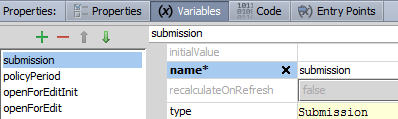 Properties: Properties (x) Variables Code Entry Points
submission
policyPeriod
openForEditInit
openForEdit
submission
initialValue
name* submission
recalculateOnRefresh false
type Submission